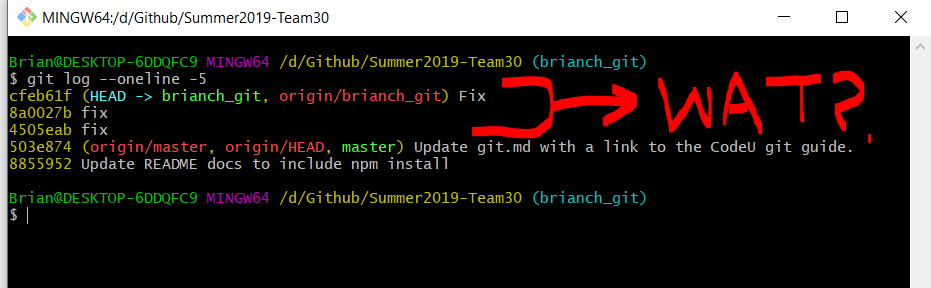 MINGW64:/d/Github/Summer2019-Team30
Brian@DESKTOP-6DDQFC9 MINGW64 /d/Github/Summer2019-Team30 (brianch_git)
$ git log --oneline -5
cfeb61f (HEAD -> brianch_git, origin/brianch_git) Fix
8a0027b fix
4505eab fix
WAT?
503e874 (origin/master, origin/HEAD, master) Update git.md with a link to the CodeU git guide.
8855952 Update README docs to include npm install
Brian@DESKTOP-6DDQFC9 MINGW64 /d/Github/Summer2019-Team30 (brianch_git)
$